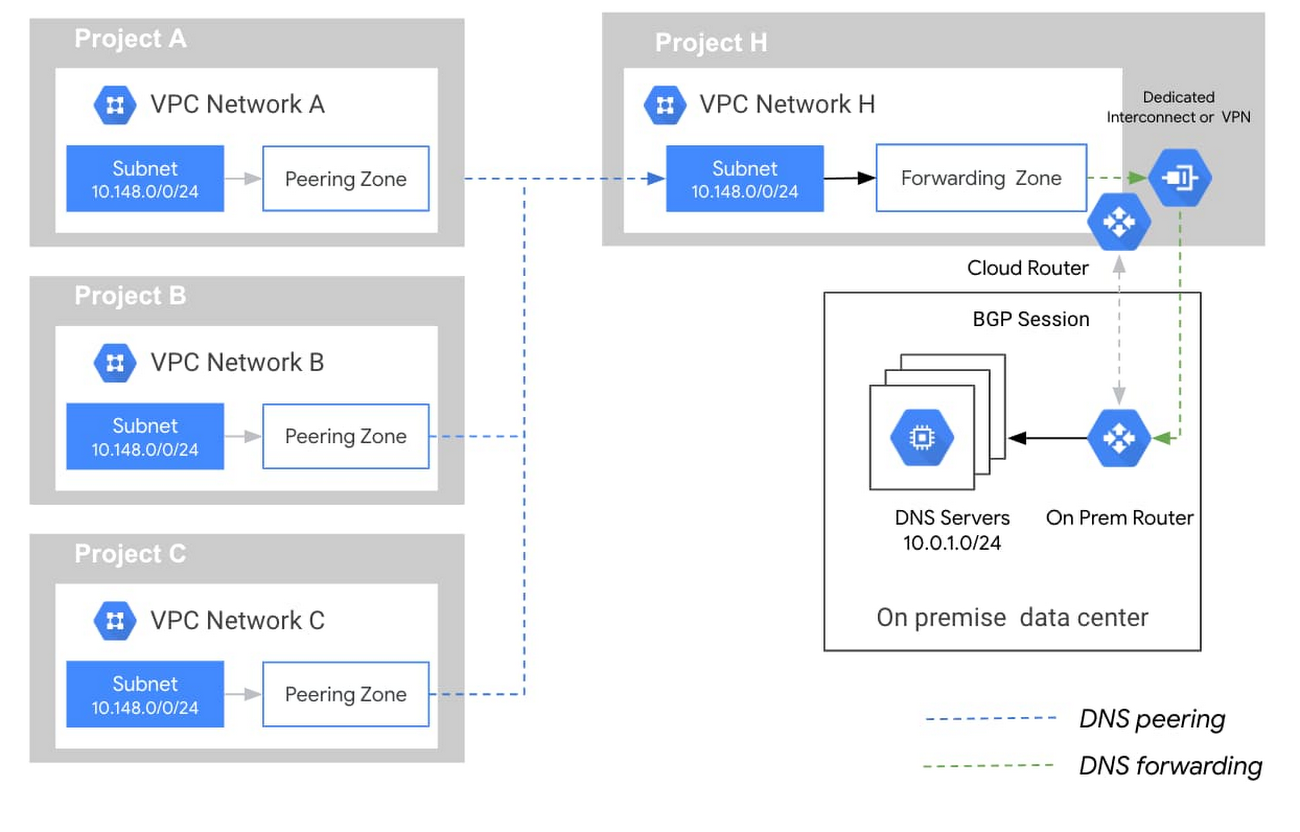 Project A
VPC Network A
Subnet
10.148.0/0/24
Peering Zone
Project B
VPC Network B
Subnet
10.148.0/0/24
Peering Zone
Project C
VPC Network C
Subnet
10.148.0/0/24
Peering Zone
Project H
VPC Network H
Subnet
10.148.0/0/24
Forwarding Zone
Dedicated
Interconnect or VPN
Cloud Router
BGP Session
DNS Servers
10.0.1.0/24
On Prem Router
On premise data center
DNS peering
DNS forwarding